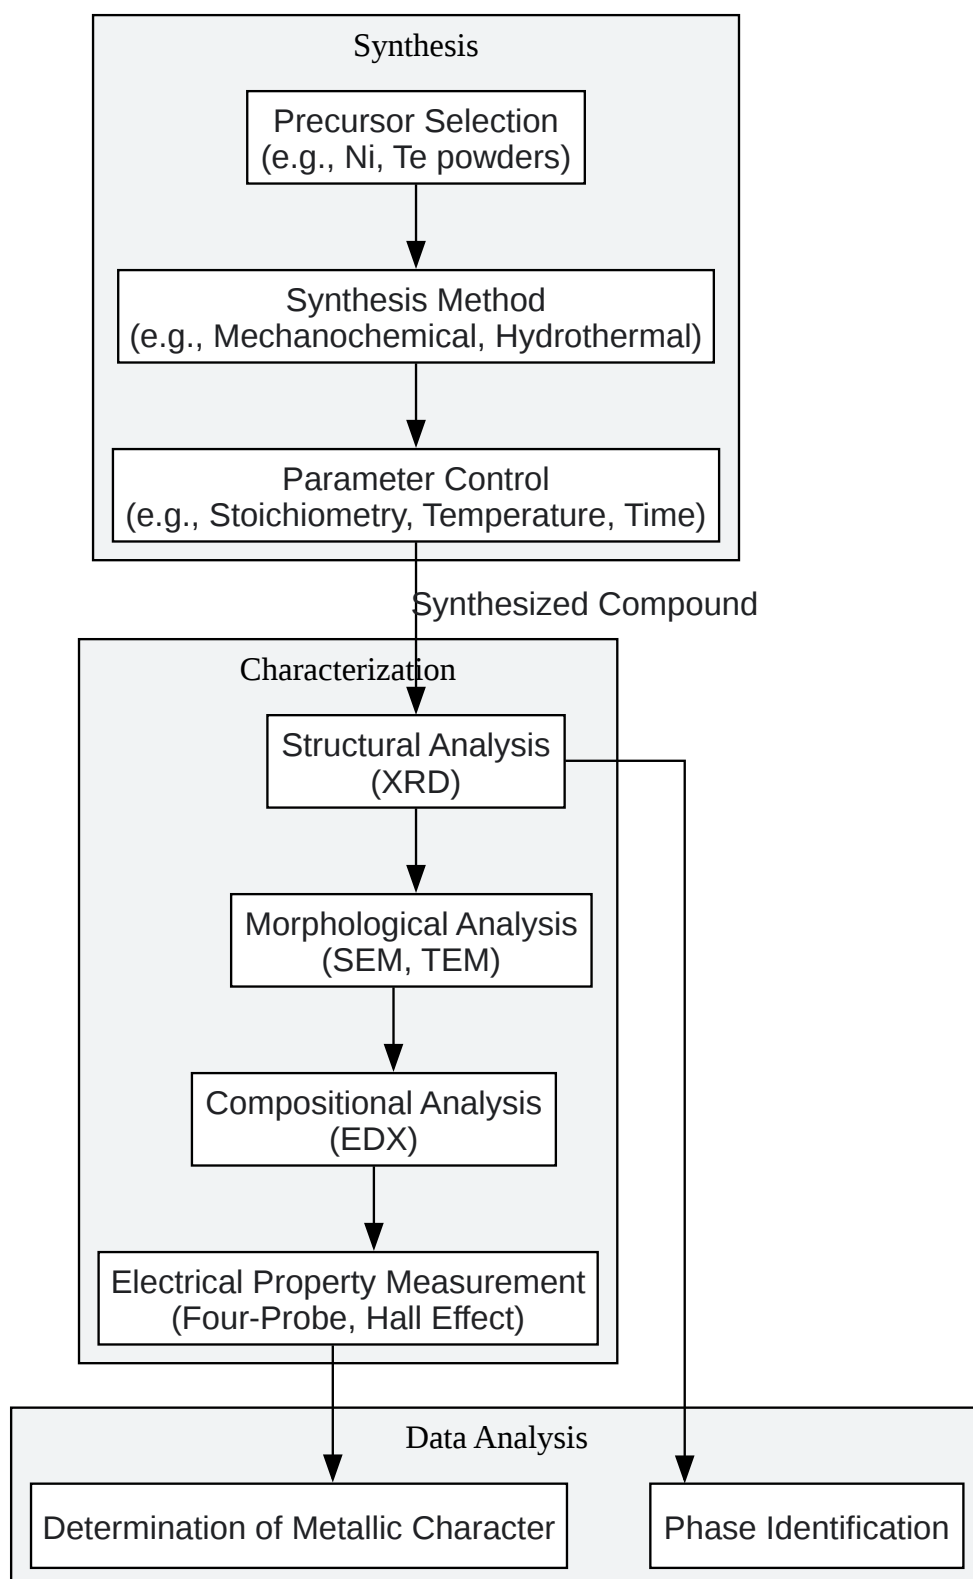 Synthesis
Precursor Selection
(e.g., Ni, Te powders)
Synthesis Method
(e.g., Mechanochemical, Hydrothermal)
Parameter Control
(e.g., Stoichiometry, Temperature, Time)
Synthesized Compound
Characterization
Structural Analysis
(XRD)
Morphological Analysis
(SEM, TEM)
Compositional Analysis
(EDX)
Electrical Property Measurement
(Four-Probe, Hall Effect)
Data Analysis
Determination of Metallic Character
Phase Identification